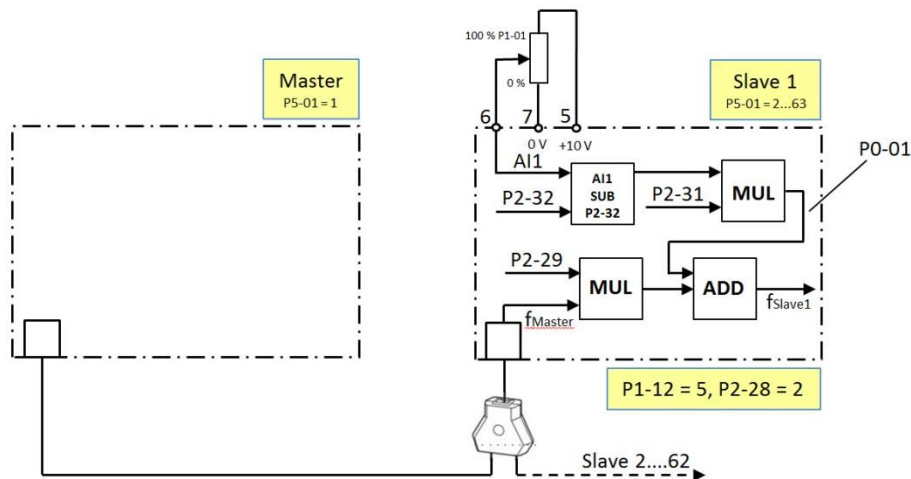 100 % P1-01
0 %
Master
P5-01 = 1
Slave 1
P5-01 = 2...63
6
7
5
0 V
+10 V
P0-01
AI1
P2-32
AI1
SUB
P2-32
P2-31
MUL
P2-29
MUL
ADD
fMaster
fSlave1
P1-12 = 5, P2-28 = 2
Slave 2....62